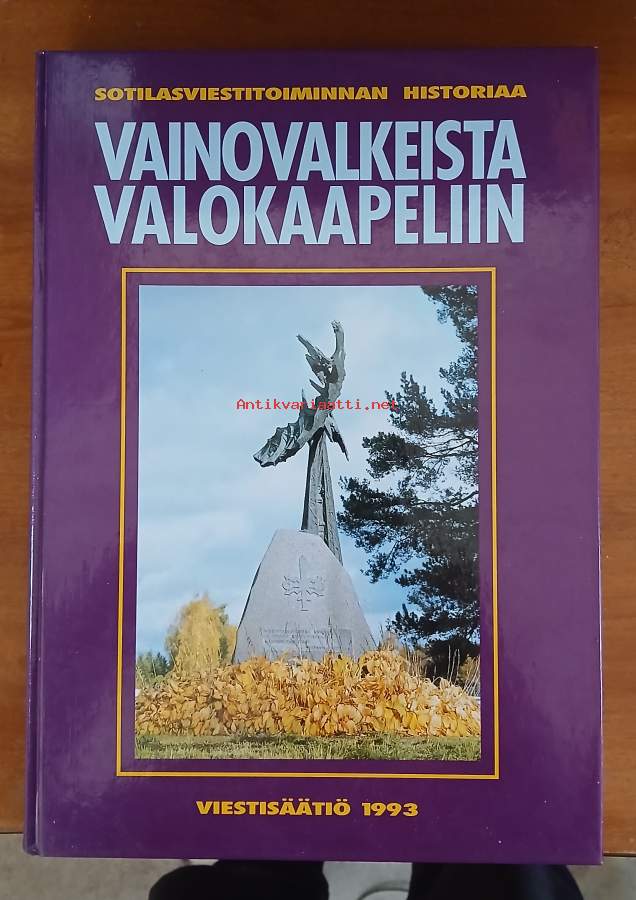 SOTILASVIESTITOIMINNAN HISTORIAA
VAINOVALKEISTA
VALOKAAPELIIN
Antikvariaatti.net
VIESTISÄÄTIÖ 1993